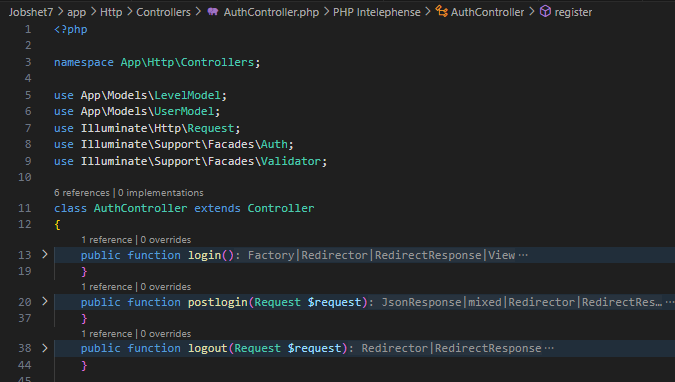 Jobshet7 > app > Http > Controllers > AuthController.php > PHP Intelephense > AuthController > register
1 <?php
2
3 namespace App\Http\Controllers;
4
5 use App\Models\LevelModel;
6 use App\Models\UserModel;
7 use Illuminate\Http\Request;
8 use Illuminate\Support\Facades\Auth;
9 use Illuminate\Support\Facades\Validator;
10
6 references | 0 implementations
11 class AuthController extends Controller
12 {
1 reference | 0 overrides
13 > public function login(): Factory|Redirector|RedirectResponse|View ···
19 }
1 reference | 0 overrides
20 > public function postlogin(Request $request): JsonResponse|mixed|Redirector|RedirectRes… ···
37 }
1 reference | 0 overrides
38 > public function logout(Request $request): Redirector|RedirectResponse ···
44 }
45